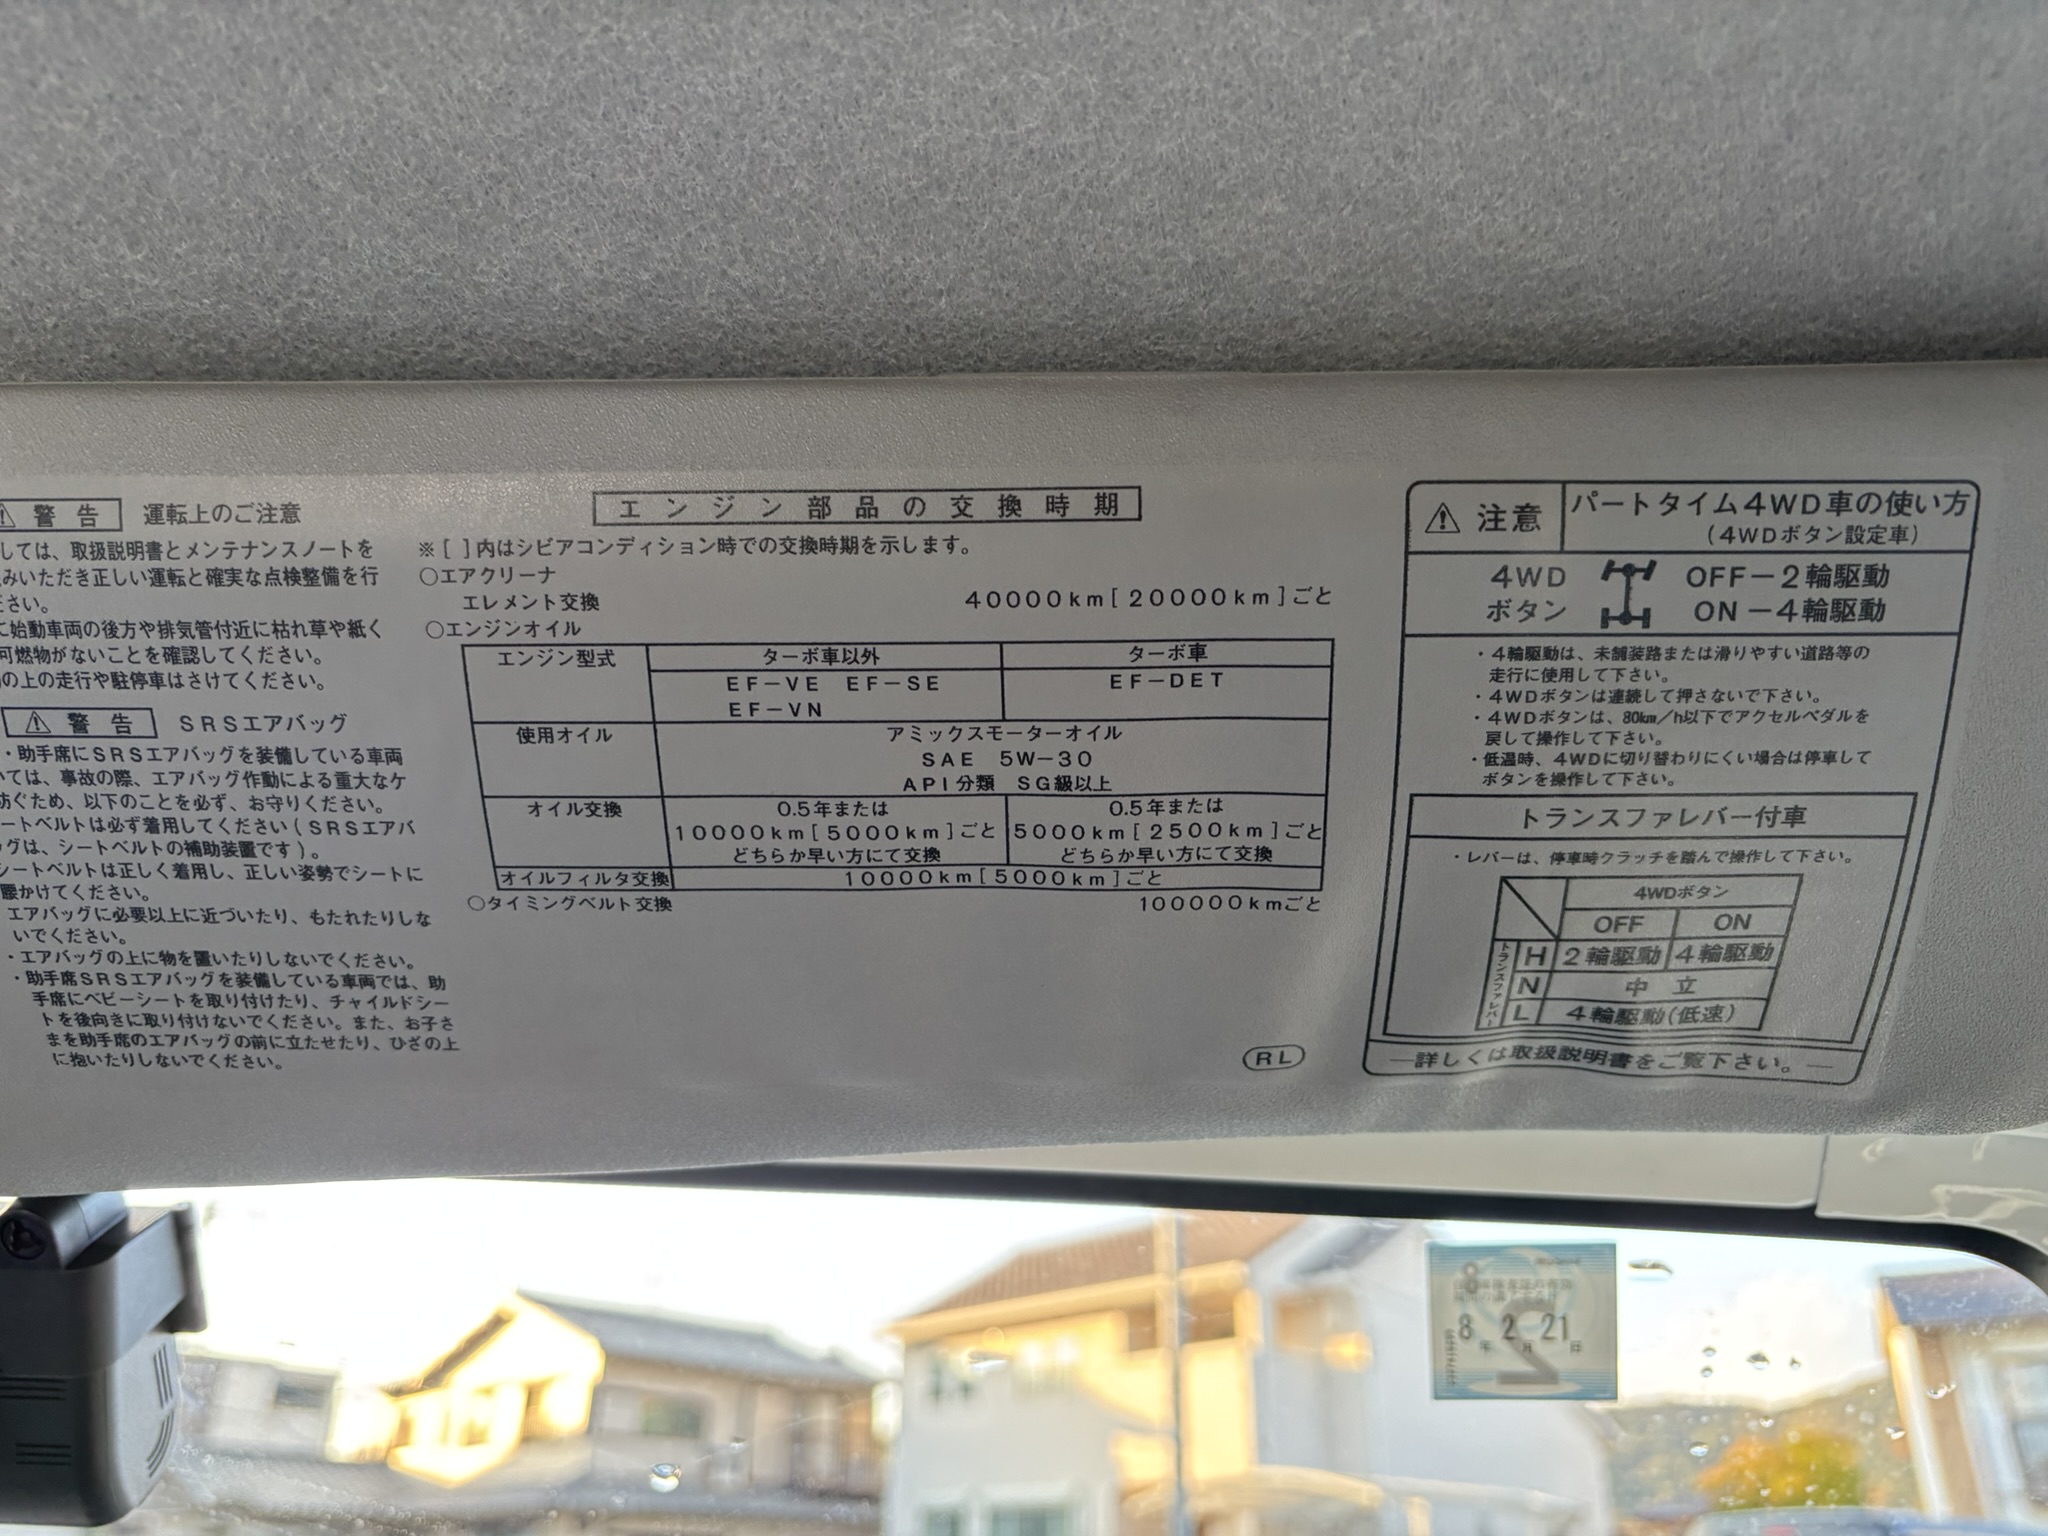 警告 運転上のご注意
しては、取扱説明書とメンテナンスノートを
みいただき正しい運転と確実な点検整備を行
さい。
に始動車両の後方や排気管付近に枯れ草や紙く
可燃物がないことを確認してください。
の上の走行や駐停車はさけてください。
警告 SRSエアバッグ
・助手席にSRSエアバッグを装備している車両
いては、事故の際、エアバッグ作動による重大なケ
防ぐため、以下のことを必ず、お守りください。
ートベルトは必ず着用してください(SRSエアバ
グは、シートベルトの補助装置です)。
シートベルトは正しく着用し、正しい姿勢でシートに
腰かけてください。
エアバッグに必要以上に近づいたり、もたれたりしな
いでください。
・エアバッグの上に物を置いたりしないでください。
・助手席SRSエアバッグを装備している車両では、助
手席にベビーシートを取り付けたり、チャイルドシー
トを後向きに取り付けないでください。また、お子さ
まを助手席のエアバッグの前に立たせたり、ひざの上
に抱いたりしないでください。
エンジン部品の交換時期
※[ ]内はシビアコンディション時での交換時期を示します。
○エアクリーナ
エレメント交換 40000km[20000km]ごと
○エンジンオイル
エンジン型式 ターボ車以外 ターボ車
EF-VE EF-SE EF-DET
EF-VN
使用オイル アミックスモーターオイル
SAE 5W-30
API分類 SG級以上
オイル交換 0.5年または 0.5年または
10000km[5000km]ごと 5000km[2500km]ごと
どちらか早い方にて交換 どちらか早い方にて交換
オイルフィルタ交換 10000km[5000km]ごと
○タイミングベルト交換 100000kmごと
RL
注意 パートタイム4WD車の使い方
(4WDボタン設定車)
4WD OFF-2輪駆動
ボタン ON-4輪駆動
・4輪駆動は、未舗装路または滑りやすい道路等の
走行に使用して下さい。
・4WDボタンは連続して押さないで下さい。
・4WDボタンは、80km/h以下でアクセルペダルを
戻して操作して下さい。
・低温時、4WDに切り替わりにくい場合は停車して
ボタンを操作して下さい。
トランスファレバー付車
・レバーは、停車時クラッチを踏んで操作して下さい。
4WDボタン
OFF ON
トランスファレバー
H 2輪駆動 4輪駆動
N 中立
L 4輪駆動(低速)
―詳しくは取扱説明書をご覧下さい。―
8
2
8年2月21日